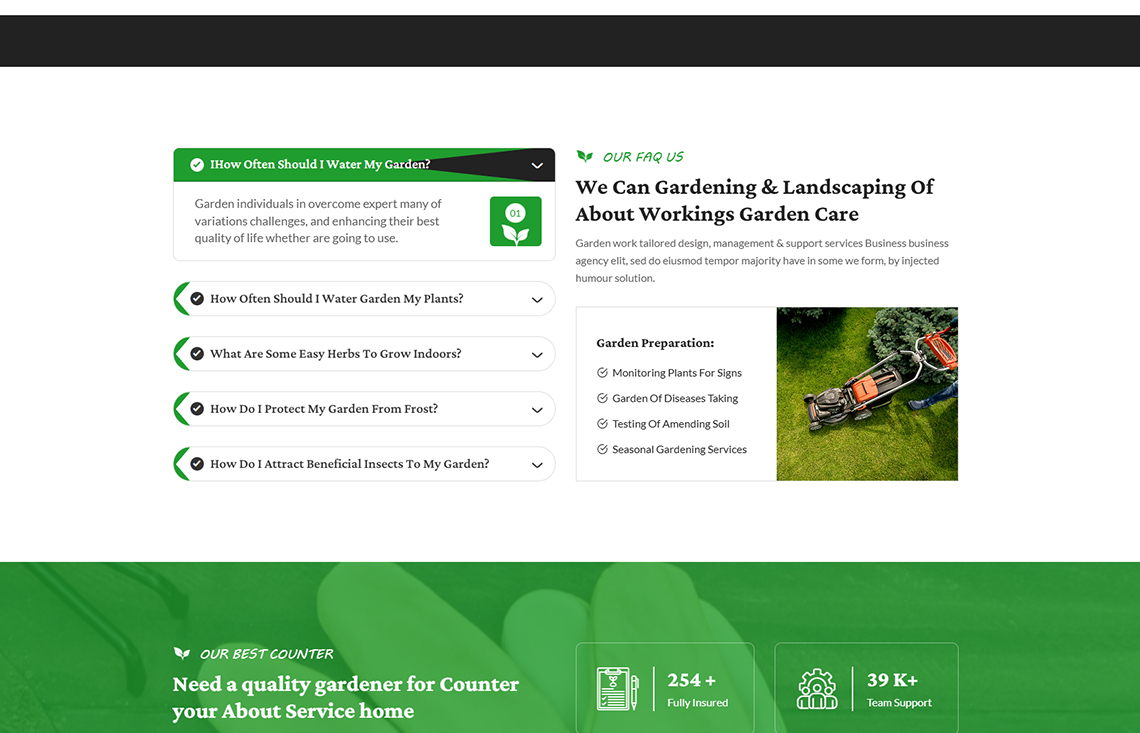 IHow Often Should I Water My Garden?
Garden individuals in overcome expert many of
variations challenges, and enhancing their best
quality of life whether are going to use.
01
How Often Should I Water Garden My Plants?
What Are Some Easy Herbs To Grow Indoors?
How Do I Protect My Garden From Frost?
How Do I Attract Beneficial Insects To My Garden?
OUR FAQ US
We Can Gardening & Landscaping Of
About Workings Garden Care
Garden work tailored design, management & support services Business business
agency elit, sed do eiusmod tempor majority have in some we form, by injected
humour solution.
Garden Preparation:
Monitoring Plants For Signs
Garden Of Diseases Taking
Testing Of Amending Soil
Seasonal Gardening Services
OUR BEST COUNTER
Need a quality gardener for Counter
your About Service home
254 +
Fully Insured
39 K+
Team Support